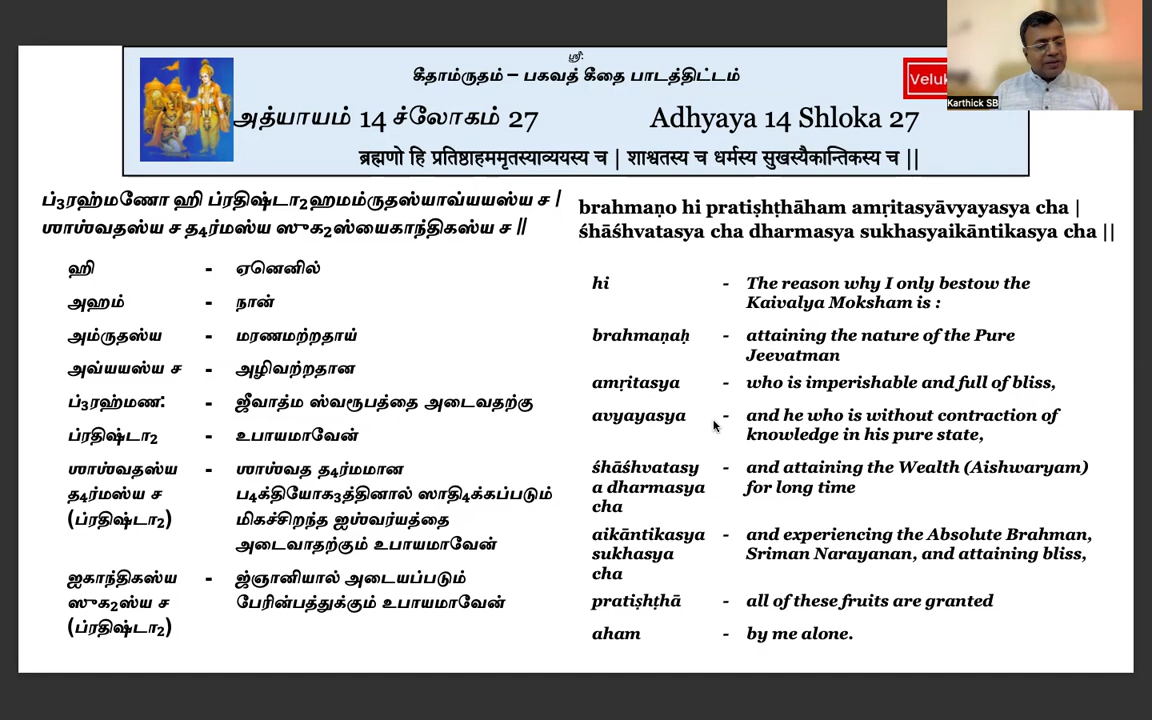 ஸ்ரீ:
கீதாம்ருதம் – பகவத் கீதை பாடத்திட்டம்
Veluk
Karthick SB
அத்யாயம் 14 ச்லோகம் 27 Adhyaya 14 Shloka 27
ब्रह्मणो हि प्रतिष्ठाहममृतस्याव्ययस्य च | शाश्वतस्य च धर्मस्य सुखस्यैकान्तिकस्य च ||
ப்3ரஹ்மணோ ஹி ப்ரதிஷ்டா2ஹமம்ருதஸ்யாவ்யயஸ்ய ச |
ஶாஶ்வதஸ்ய ச த4ர்மஸ்ய ஸுக2ஸ்யைகாந்திகஸ்ய ச ||
ஹி - ஏனெனில்
அஹம் - நான்
அம்ருதஸ்ய - மரணமற்றதாய்
அவ்யயஸ்ய ச - அழிவற்றதான
ப்3ரஹ்மண: - ஜீவாத்ம ஸ்வரூபத்தை அடைவதற்கு
ப்ரதிஷ்டா2 - உபாயமாவேன்
ஶாஶ்வதஸ்ய - ஶாஶ்வத த4ர்மமான
த4ர்மஸ்ய ச ப4க்தியோக3த்தினால் ஸாதி4க்கப்படும்
(ப்ரதிஷ்டா2) மிகச்சிறந்த ஐஶ்வர்யத்தை
அடைவாதற்கும் உபாயமாவேன்
ஐகாந்திகஸ்ய - ஜ்ஞானியால் அடையப்படும்
ஸுக2ஸ்ய ச பேரின்பத்துக்கும் உபாயமாவேன்
(ப்ரதிஷ்டா2)
brahmaṇo hi pratiṣhṭhāham amṛitasyāvyayasya cha |
śhāśhvatasya cha dharmasya sukhasyaikāntikasya cha ||
hi - The reason why I only bestow the
Kaivalya Moksham is :
brahmaṇaḥ - attaining the nature of the Pure
Jeevatman
amṛitasya - who is imperishable and full of bliss,
avyayasya - and he who is without contraction of
knowledge in his pure state,
śhāśhvatasy - and attaining the Wealth (Aishwaryam)
a dharmasya for long time
cha
aikāntikasya - and experiencing the Absolute Brahman,
sukhasya Sriman Narayanan, and attaining bliss,
cha
pratiṣhṭhā - all of these fruits are granted
aham - by me alone.